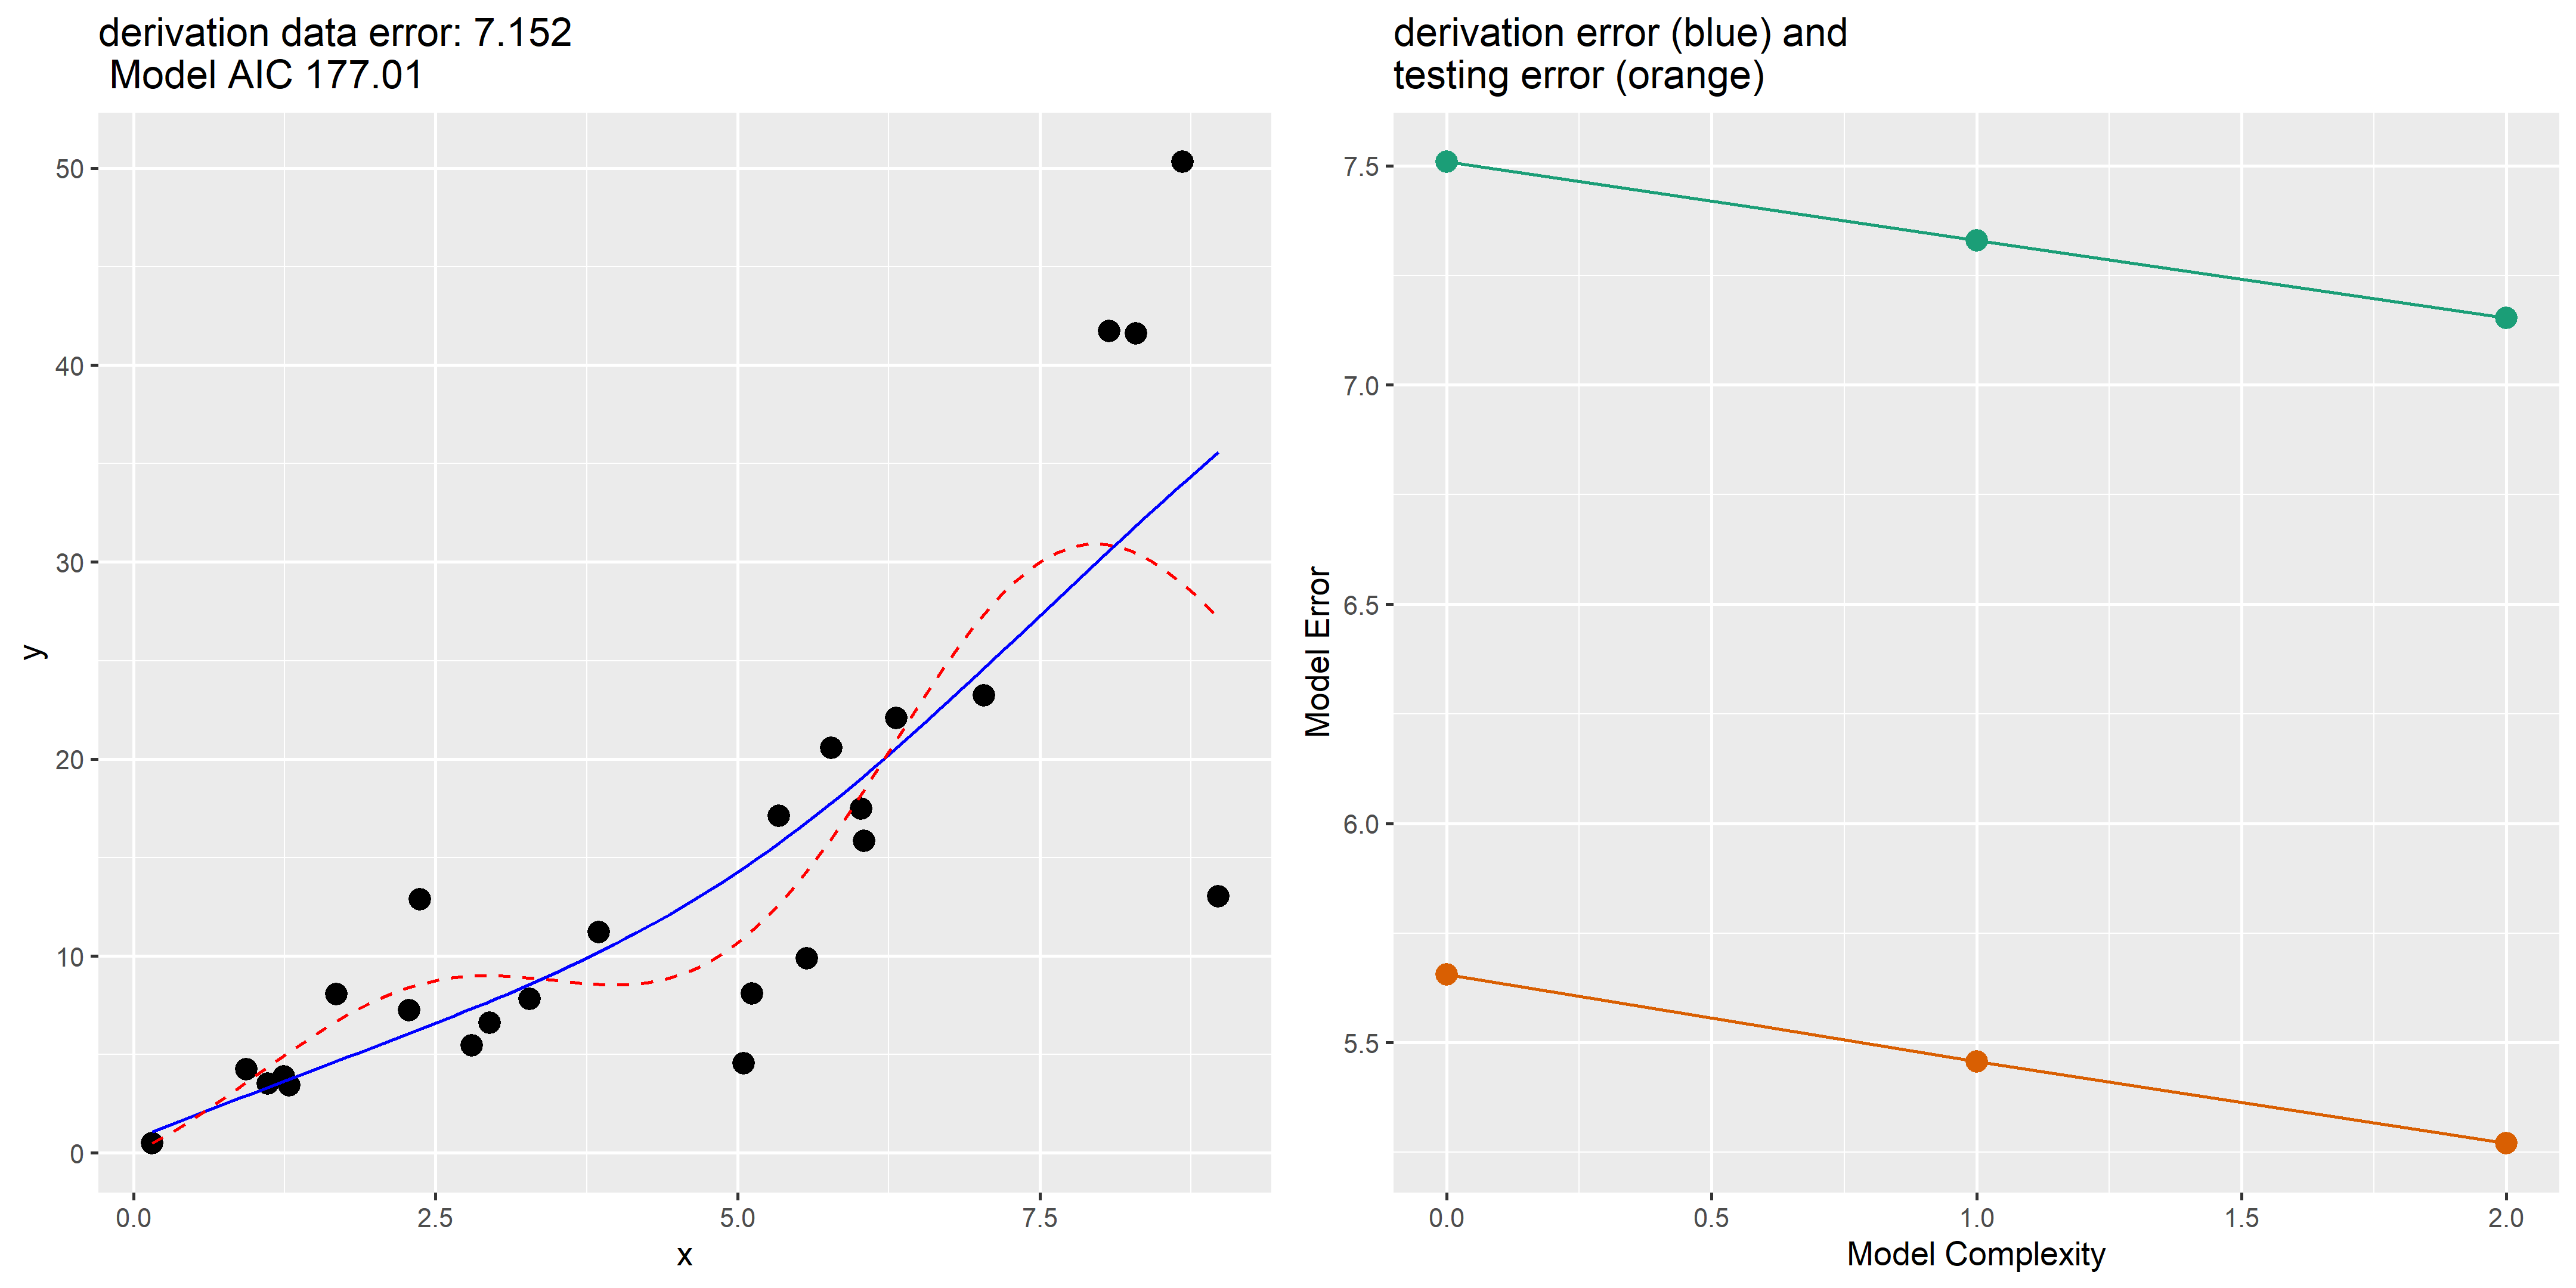 derivation data error: 7.152
Model AIC 177.01
50
40
30
20
10
0
y
0.0 2.5 5.0 7.5
x
derivation error (blue) and
testing error (orange)
7.5
7.0
6.5
6.0
5.5
Model Error
0.0 0.5 1.0 1.5 2.0
Model Complexity